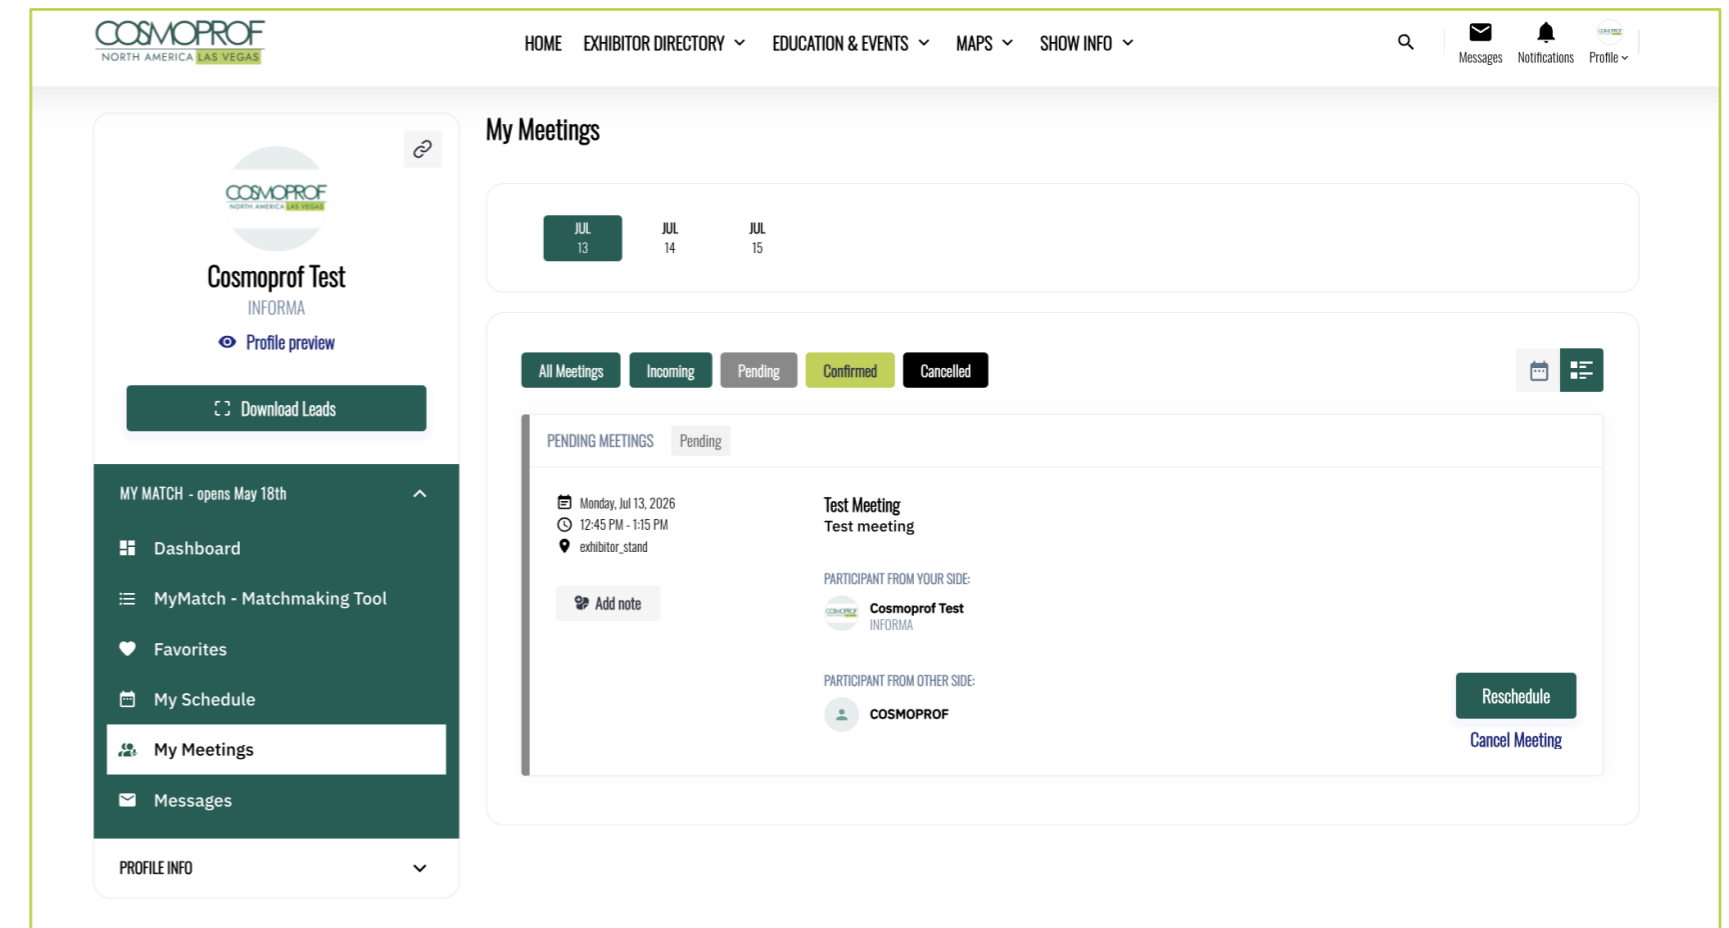 COSMOPROF
NORTH AMERICA LAS VEGAS
HOME EXHIBITOR DIRECTORY EDUCATION & EVENTS MAPS SHOW INFO
Messages Notifications Profile
COSMOPROF
NORTH AMERICA LAS VEGAS
Cosmoprof Test
INFORMA
Profile preview
Download Leads
MY MATCH - opens May 18th
Dashboard
MyMatch - Matchmaking Tool
Favorites
My Schedule
My Meetings
Messages
PROFILE INFO
My Meetings
JUL JUL JUL
13 14 15
All Meetings Incoming Pending Confirmed Cancelled
PENDING MEETINGS Pending
Monday, Jul 13, 2026
12:45 PM - 1:15 PM
exhibitor_stand
Add note
Test Meeting
Test meeting
PARTICIPANT FROM YOUR SIDE:
COSMOPROF
Cosmoprof Test
INFORMA
PARTICIPANT FROM OTHER SIDE:
COSMOPROF
Reschedule
Cancel Meeting